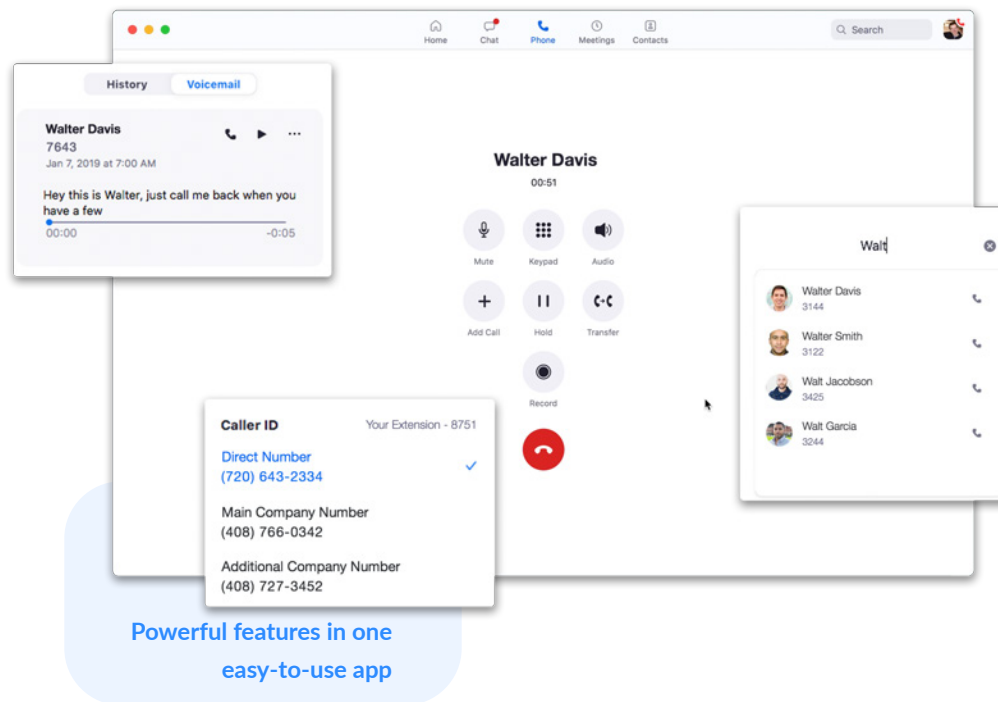 Home Chat Phone Meetings Contacts
Search
History Voicemail
Walter Davis
7643
Jan 7, 2019 at 7:00 AM
Hey this is Walter, just call me back when you
have a few
00:00 -0:05
Walter Davis
00:51
Mute Keypad Audio
Add Call Hold Transfer
Record
Walt
Walter Davis
3144
Walter Smith
3122
Walt Jacobson
3425
Walt Garcia
3244
Caller ID Your Extension - 8751
Direct Number
(720) 643-2334
Main Company Number
(408) 766-0342
Additional Company Number
(408) 727-3452
Powerful features in one
easy-to-use app